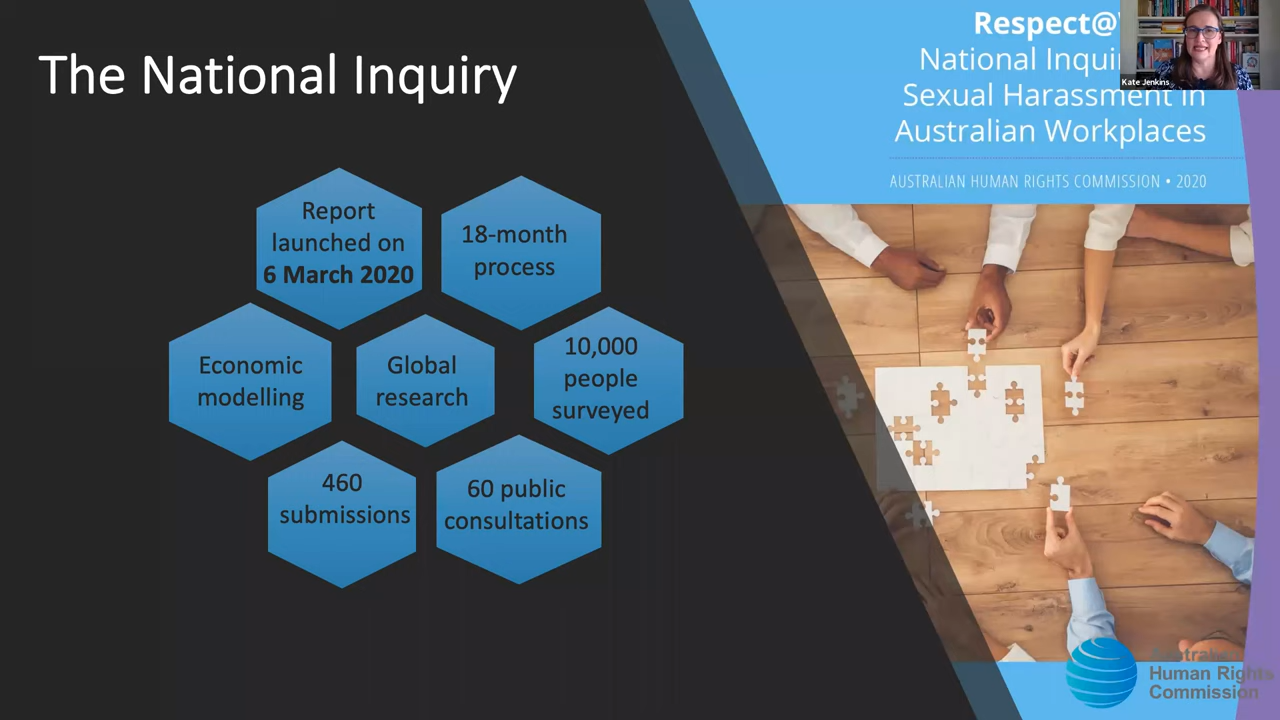 The National Inquiry
Report
launched on
6 March 2020
18-month
process
Economic
modelling
Global
research
10,000
people
surveyed
460
submissions
60 public
consultations
Respect@
National Inqui
Sexual Harassment in
Australian Workplaces
AUSTRALIAN HUMAN RIGHTS COMMISSION • 2020
Kate Jenkins
Human Rights
Commission